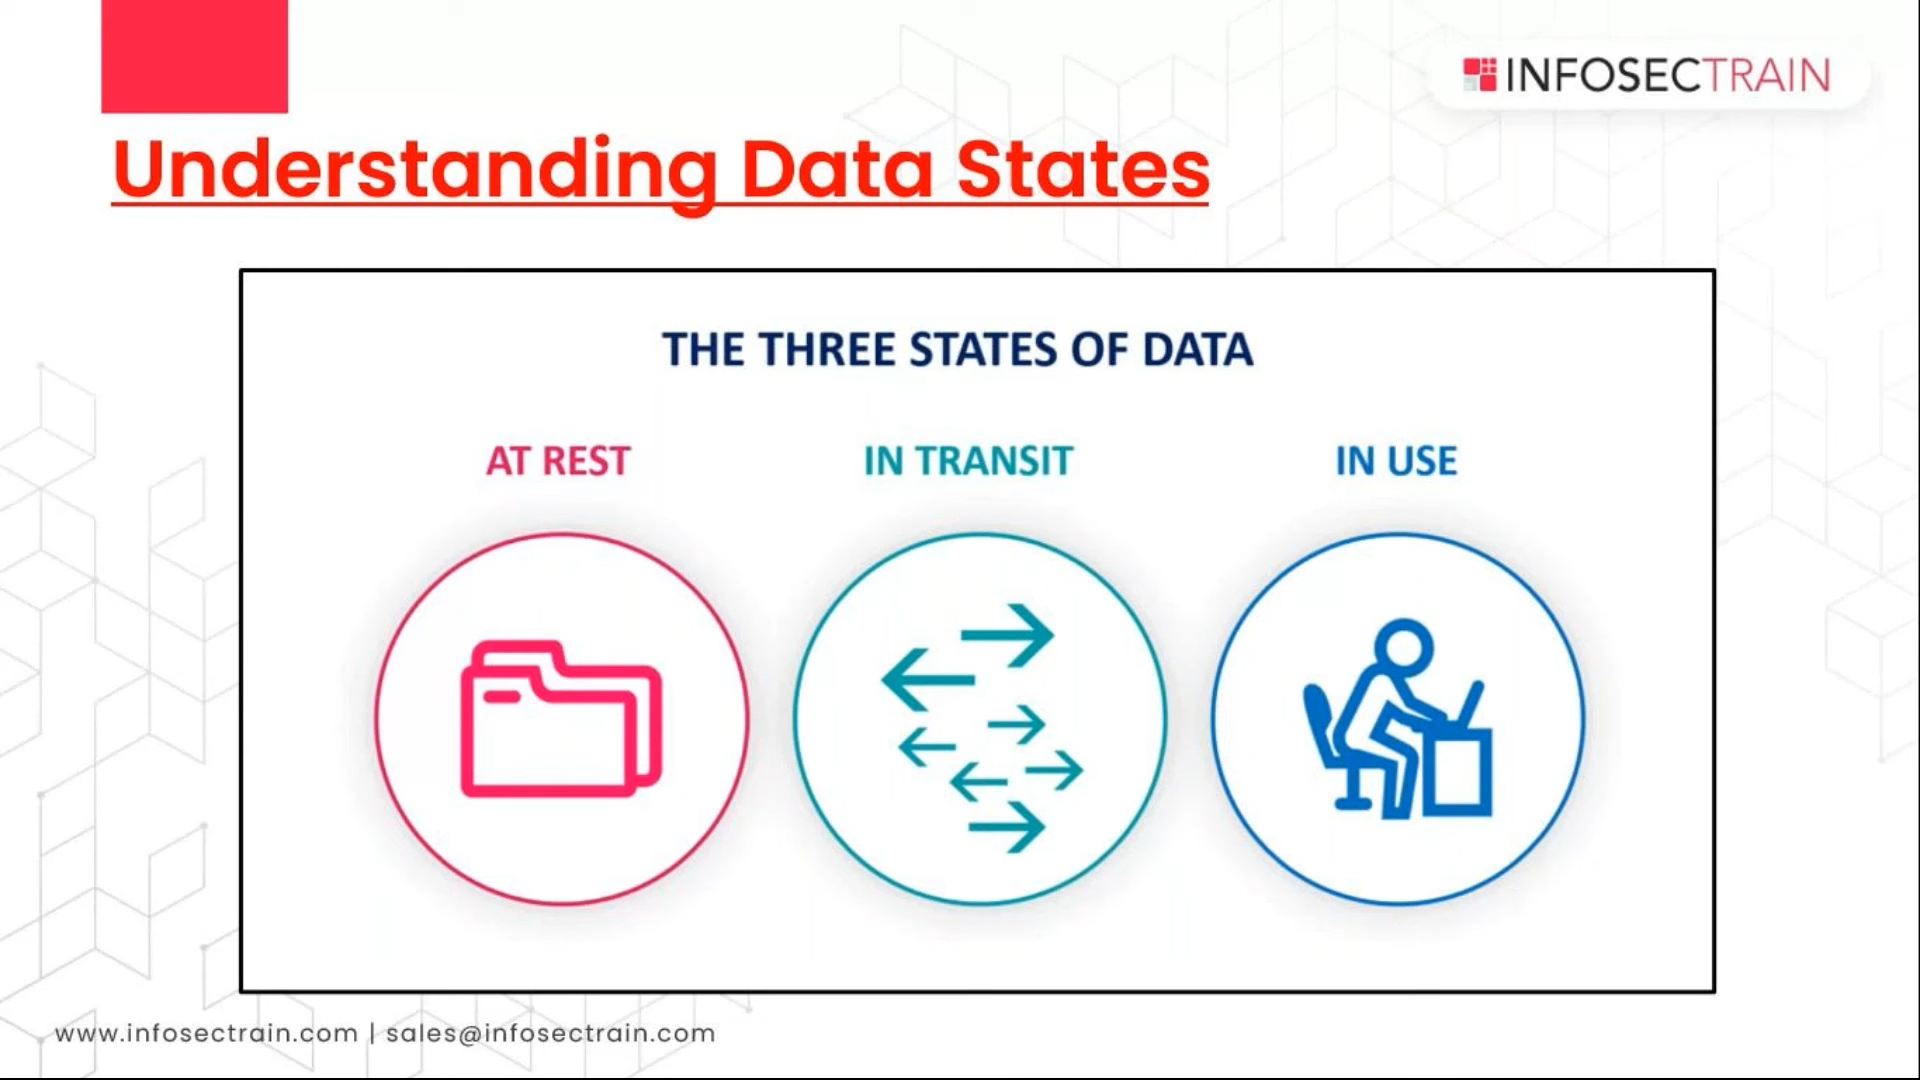 INFOSECTRAIN
Understanding Data States
THE THREE STATES OF DATA
AT REST
IN TRANSIT
IN USE
www.infosectrain.com | sales@infosectrain.com